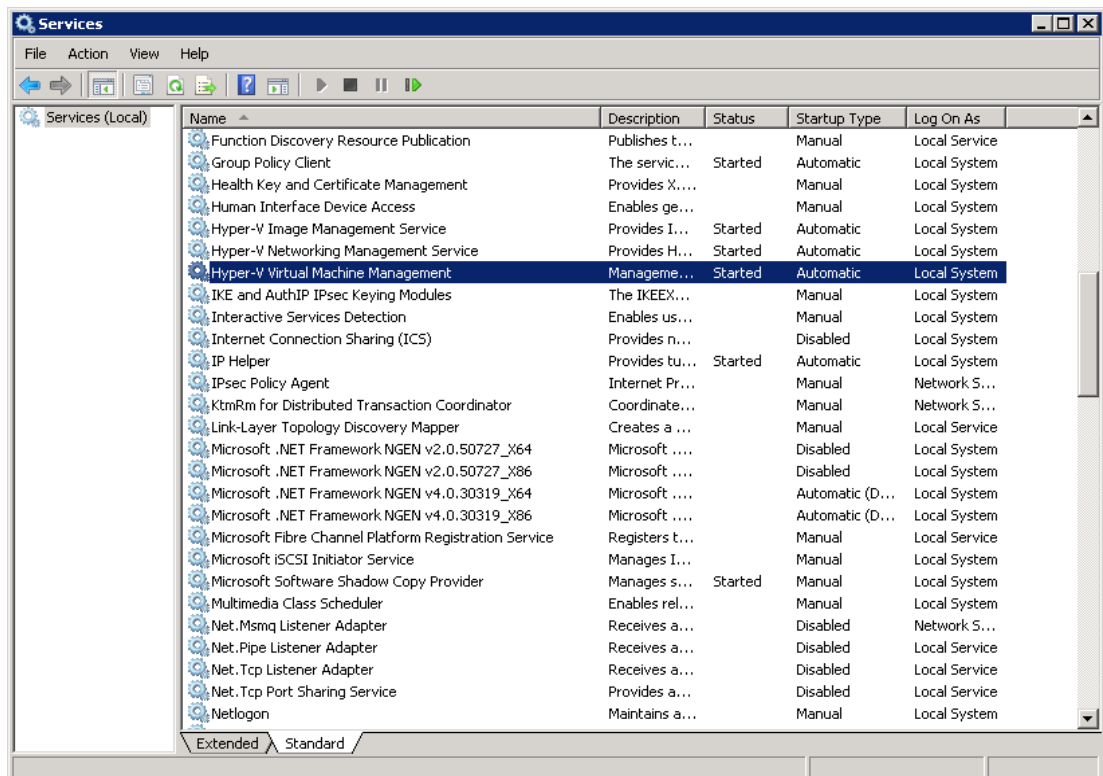 Services
File Action View Help
Services (Local)
Name Description Status Startup Type Log On As
Function Discovery Resource Publication Publishes t... Manual Local Service
Group Policy Client The servic... Started Automatic Local System
Health Key and Certificate Management Provides X.... Manual Local System
Human Interface Device Access Enables ge... Manual Local System
Hyper-V Image Management Service Provides I... Started Automatic Local System
Hyper-V Networking Management Service Provides H... Started Automatic Local System
Hyper-V Virtual Machine Management Manageme... Started Automatic Local System
IKE and AuthIP IPsec Keying Modules The IKEEX... Manual Local System
Interactive Services Detection Enables us... Manual Local System
Internet Connection Sharing (ICS) Provides n... Disabled Local System
IP Helper Provides tu... Started Automatic Local System
IPsec Policy Agent Internet Pr... Manual Network S...
KtmRm for Distributed Transaction Coordinator Coordinate... Manual Network S...
Link-Layer Topology Discovery Mapper Creates a ... Manual Local Service
Microsoft .NET Framework NGEN v2.0.50727_X64 Microsoft .... Disabled Local System
Microsoft .NET Framework NGEN v2.0.50727_X86 Microsoft .... Disabled Local System
Microsoft .NET Framework NGEN v4.0.30319_X64 Microsoft .... Automatic (D... Local System
Microsoft .NET Framework NGEN v4.0.30319_X86 Microsoft .... Automatic (D... Local System
Microsoft Fibre Channel Platform Registration Service Registers t... Manual Local Service
Microsoft iSCSI Initiator Service Manages I... Manual Local System
Microsoft Software Shadow Copy Provider Manages s... Started Manual Local System
Multimedia Class Scheduler Enables rel... Manual Local System
Net.Msmq Listener Adapter Receives a... Disabled Network S...
Net.Pipe Listener Adapter Receives a... Disabled Local Service
Net.Tcp Listener Adapter Receives a... Disabled Local Service
Net.Tcp Port Sharing Service Provides a... Disabled Local Service
Netlogon Maintains a... Manual Local System
Extended Standard